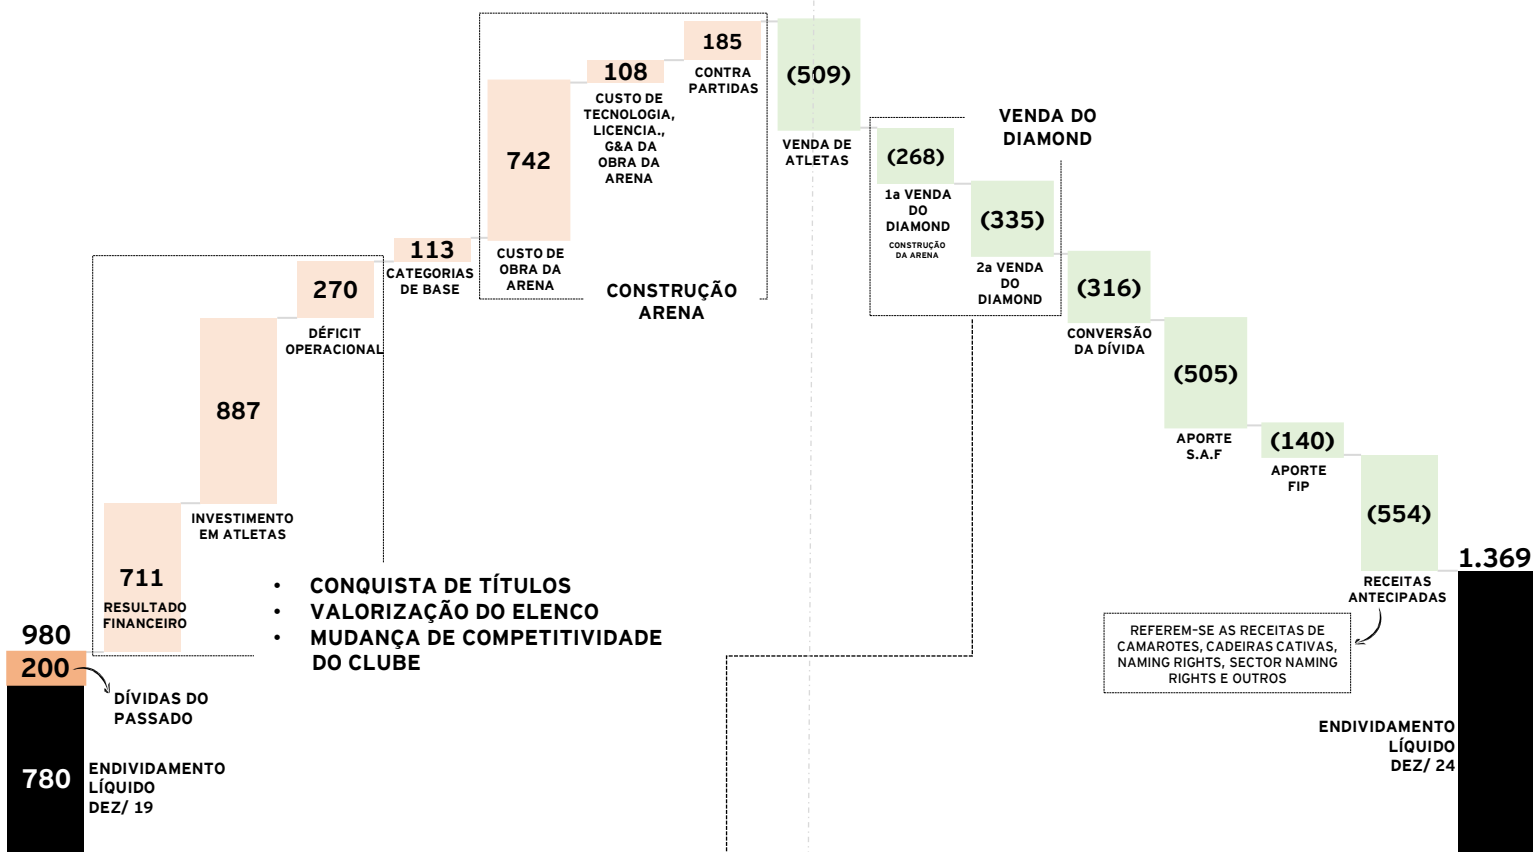 980
200
DÍVIDAS DO
PASSADO
780
ENDIVIDAMENTO
LÍQUIDO
DEZ/ 19
711
RESULTADO
FINANCEIRO
887
INVESTIMENTO
EM ATLETAS
270
DÉFICIT
OPERACIONAL
• CONQUISTA DE TÍTULOS
• VALORIZAÇÃO DO ELENCO
• MUDANÇA DE COMPETITIVIDADE
DO CLUBE
113
CATEGORIAS
DE BASE
742
CUSTO DE
OBRA DA
ARENA
108
CUSTO DE
TECNOLOGIA,
LICENCIA.,
G&A DA
OBRA DA
ARENA
185
CONTRA
PARTIDAS
CONSTRUÇÃO
ARENA
(509)
VENDA DE
ATLETAS
VENDA DO
DIAMOND
(268)
1a VENDA
DO
DIAMOND
CONSTRUÇÃO
DA ARENA
(335)
2a VENDA
DO
DIAMOND
(316)
CONVERSÃO
DA DÍVIDA
(505)
APORTE
S.A.F
(140)
APORTE
FIP
(554)
RECEITAS
ANTECIPADAS
REFEREM-SE AS RECEITAS DE
CAMAROTES, CADEIRAS CATIVAS,
NAMING RIGHTS, SECTOR NAMING
RIGHTS E OUTROS
1.369
ENDIVIDAMENTO
LÍQUIDO
DEZ/ 24